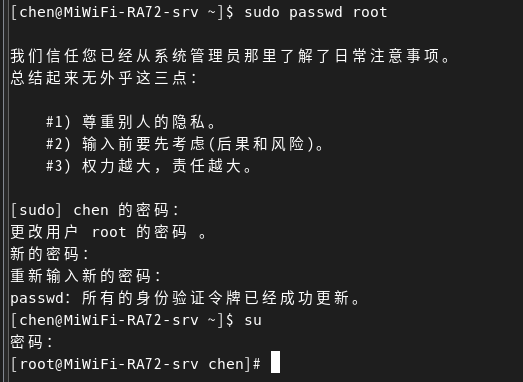 [chen@MiWiFi-RA72-srv ~]$ sudo passwd root
我们信任您已经从系统管理员那里了解了日常注意事项。
总结起来无外乎这三点：
#1) 尊重别人的隐私。
#2) 输入前要先考虑(后果和风险)。
#3) 权力越大，责任越大。
[sudo] chen 的密码：
更改用户 root 的密码 。
新的密码：
重新输入新的密码：
passwd：所有的身份验证令牌已经成功更新。
[chen@MiWiFi-RA72-srv ~]$ su
密码：
[root@MiWiFi-RA72-srv chen]#